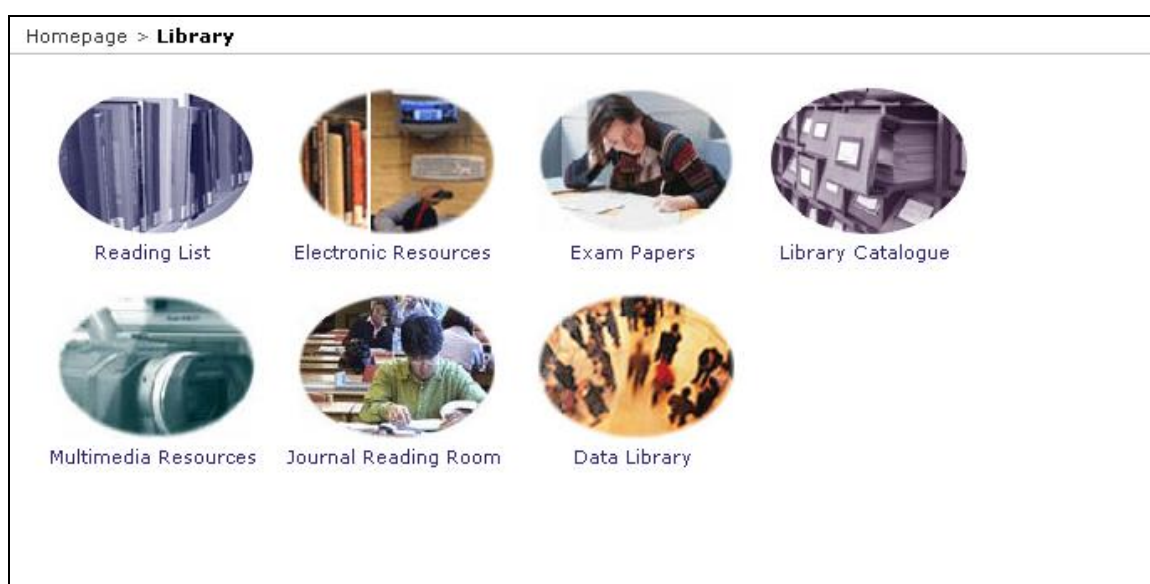 Homepage > Library
Reading List
Electronic Resources
Exam Papers
Library Catalogue
Multimedia Resources
Journal Reading Room
Data Library